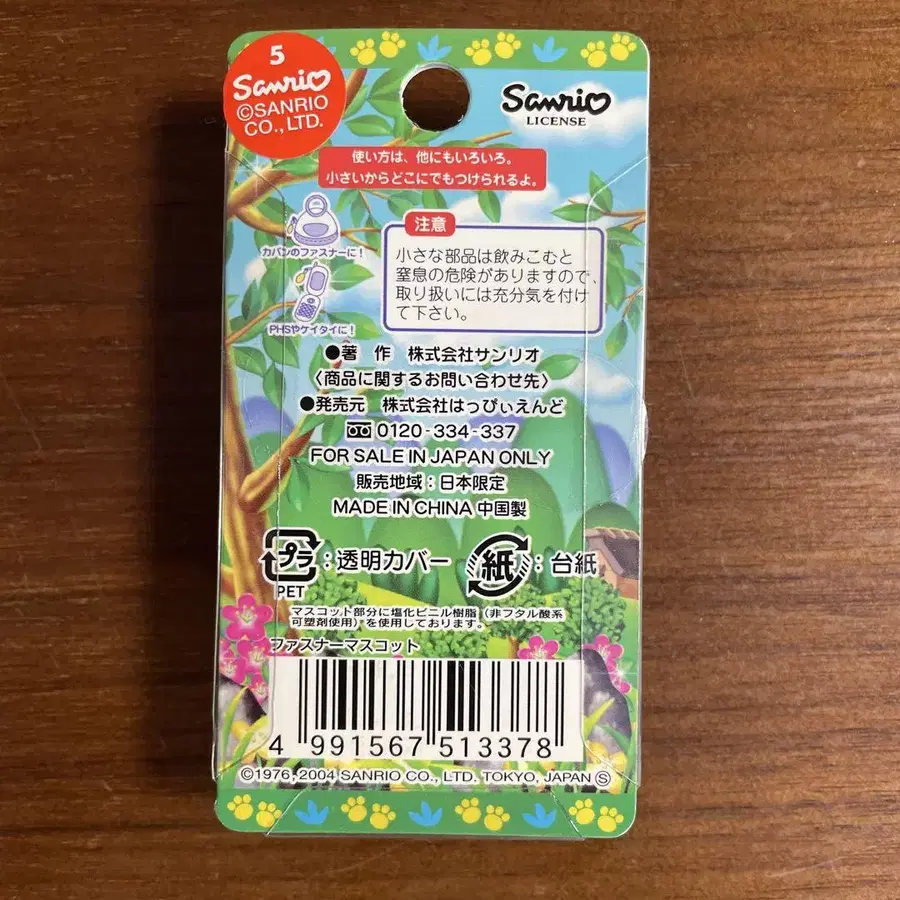 5
Sanrio
©SANRIO
CO., LTD.
Sanrio
LICENSE
使い方は、他にもいろいろ。
小さいからどこにでもつけられるよ。
カバンのファスナーに!
PHSやケイタイに!
注意
小さな部品は飲みこむと
窒息の危険がありますので、
取り扱いには充分気を付け
て下さい。
●著 作 株式会社サンリオ
〈商品に関するお問い合わせ先〉
●発売元 株式会社はっぴぃえんど
0120-334-337
FOR SALE IN JAPAN ONLY
販売地域:日本限定
MADE IN CHINA 中国製
プラ:透明カバー
PET
紙:台紙
マスコット部分に塩化ビニル樹脂(非フタル酸系
可塑剤使用)を使用しております。
ファスナーマスコット
4 991567 513378
©1976, 2004 SANRIO CO., LTD. TOKYO, JAPAN Ⓢ